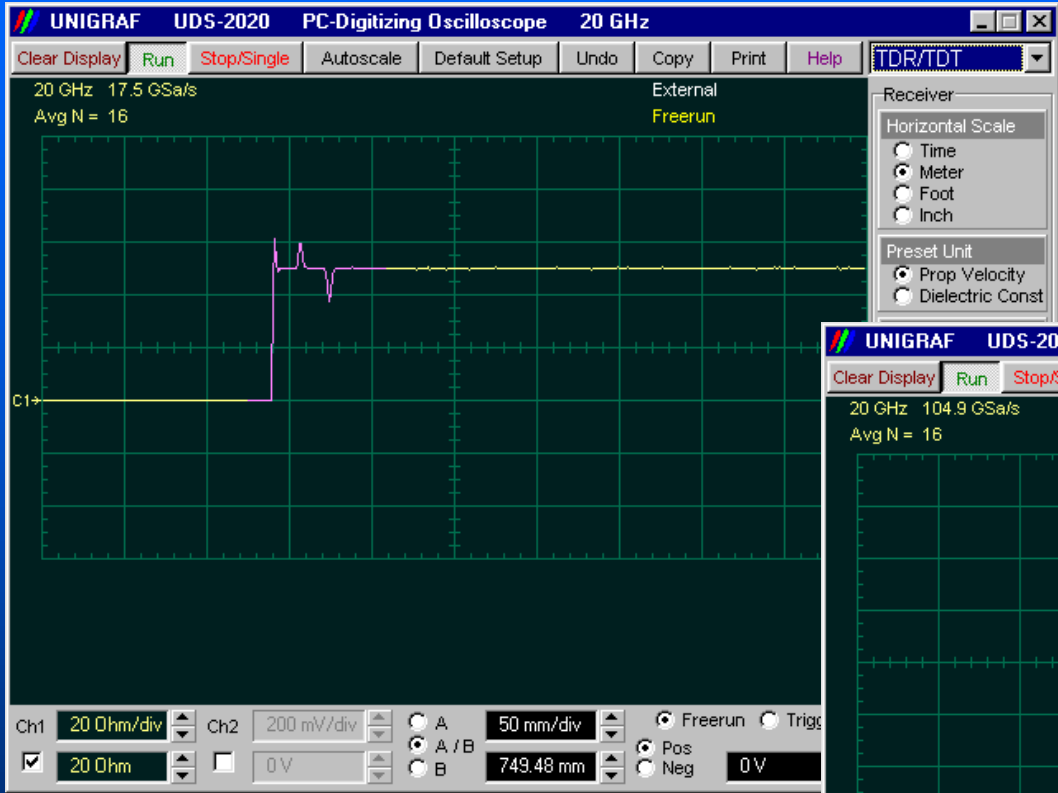 UNIGRAF UDS-2020 PC-Digitizing Oscilloscope 20 GHz
Clear Display Run Stop/Single Autoscale Default Setup Undo Copy Print Help TDR/TDT
20 GHz 17.5 GSa/s External
Avg N = 16 Freerun
Receiver
Horizontal Scale
Time
Meter
Foot
Inch
Preset Unit
Prop Velocity
Dielectric Const
C1
Ch1 20 Ohm/div Ch2 200 mV/div A 50 mm/div Freerun Trigg
A / B
20 Ohm 0 V B 749.48 mm Pos
Neg 0 V
UNIGRAF UDS-20
Clear Display Run Stop/S
20 GHz 104.9 GSa/s
Avg N = 16